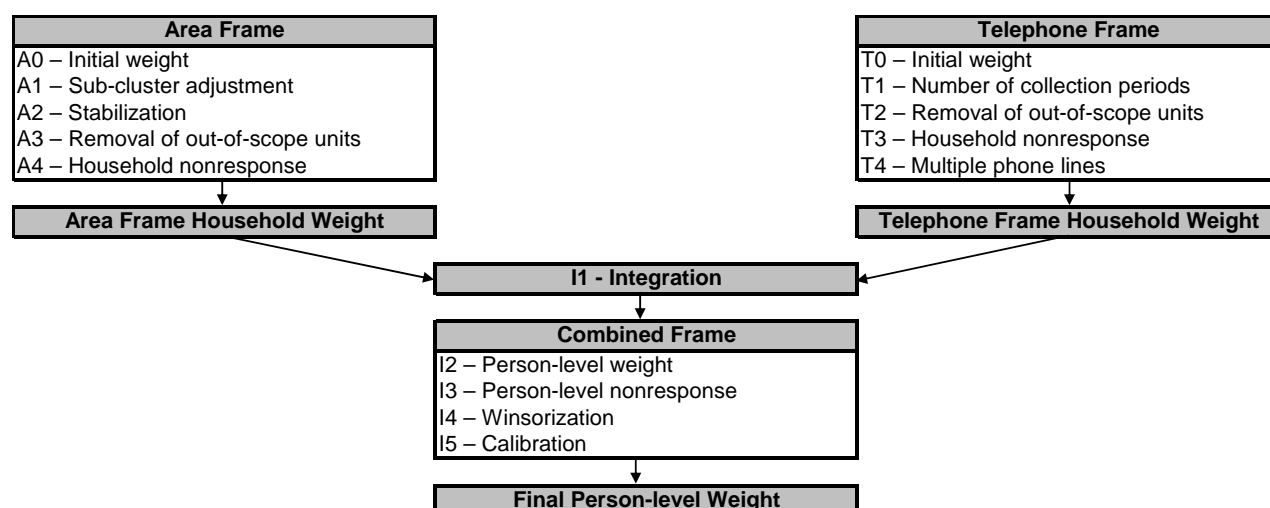 Area Frame
A0 – Initial weight
A1 – Sub-cluster adjustment
A2 – Stabilization
A3 – Removal of out-of-scope units
A4 – Household nonresponse
Area Frame Household Weight
Telephone Frame
T0 – Initial weight
T1 – Number of collection periods
T2 – Removal of out-of-scope units
T3 – Household nonresponse
T4 – Multiple phone lines
Telephone Frame Household Weight
I1 - Integration
Combined Frame
I2 – Person-level weight
I3 – Person-level nonresponse
I4 – Winsorization
I5 – Calibration
Final Person-level Weight